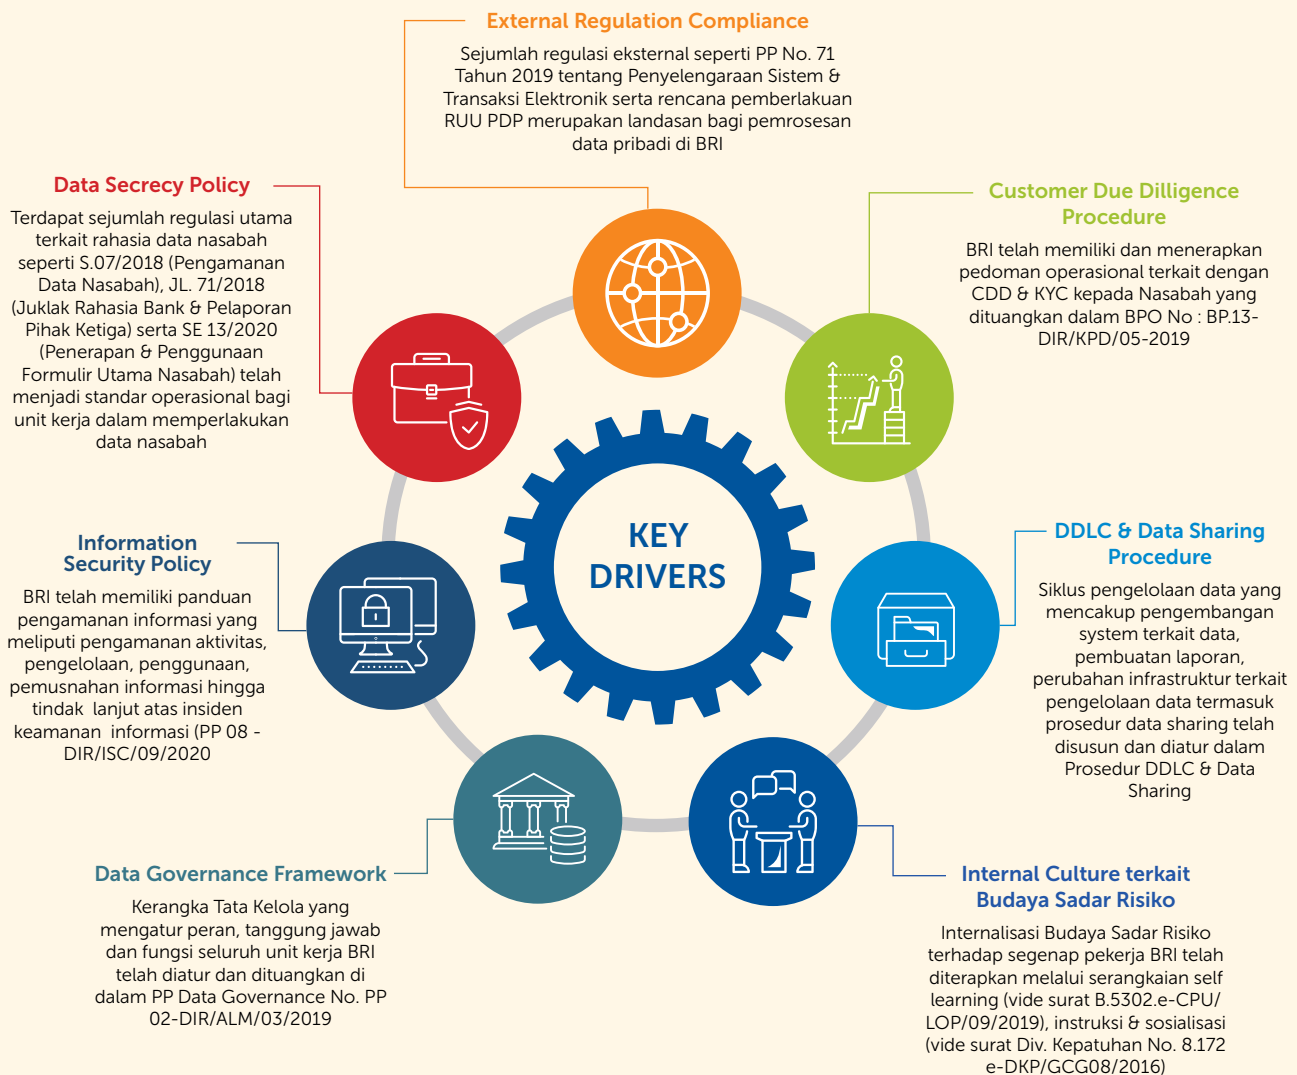 External Regulation Compliance
Sejumlah regulasi eksternal seperti PP No. 71
Tahun 2019 tentang Penyelengaraan Sistem &
Transaksi Elektronik serta rencana pemberlakuan
RUU PDP merupakan landasan bagi pemrosesan
data pribadi di BRI
Data Secrecy Policy
Terdapat sejumlah regulasi utama
terkait rahasia data nasabah
seperti S.07/2018 (Pengamanan
Data Nasabah), JL. 71/2018
(Juklak Rahasia Bank & Pelaporan
Pihak Ketiga) serta SE 13/2020
(Penerapan & Penggunaan
Formulir Utama Nasabah) telah
menjadi standar operasional bagi
unit kerja dalam memperlakukan
data nasabah
Customer Due Dilligence
Procedure
BRI telah memiliki dan menerapkan
pedoman operasional terkait dengan
CDD & KYC kepada Nasabah yang
dituangkan dalam BPO No : BP.13-
DIR/KPD/05-2019
KEY
DRIVERS
Information
Security Policy
BRI telah memiliki panduan
pengamanan informasi yang
meliputi pengamanan aktivitas,
pengelolaan, penggunaan,
pemusnahan informasi hingga
tindak lanjut atas insiden
keamanan informasi (PP 08 -
DIR/ISC/09/2020
DDLC & Data Sharing
Procedure
Siklus pengelolaan data yang
mencakup pengembangan
system terkait data,
pembuatan laporan,
perubahan infrastruktur terkait
pengelolaan data termasuk
prosedur data sharing telah
disusun dan diatur dalam
Prosedur DDLC & Data
Sharing
Data Governance Framework
Kerangka Tata Kelola yang
mengatur peran, tanggung jawab
dan fungsi seluruh unit kerja BRI
telah diatur dan dituangkan di
dalam PP Data Governance No. PP
02-DIR/ALM/03/2019
Internal Culture terkait
Budaya Sadar Risiko
Internalisasi Budaya Sadar Risiko
terhadap segenap pekerja BRI telah
diterapkan melalui serangkaian self
learning (vide surat B.5302.e-CPU/
LOP/09/2019), instruksi & sosialisasi
(vide surat Div. Kepatuhan No. 8.172
e-DKP/GCG08/2016)